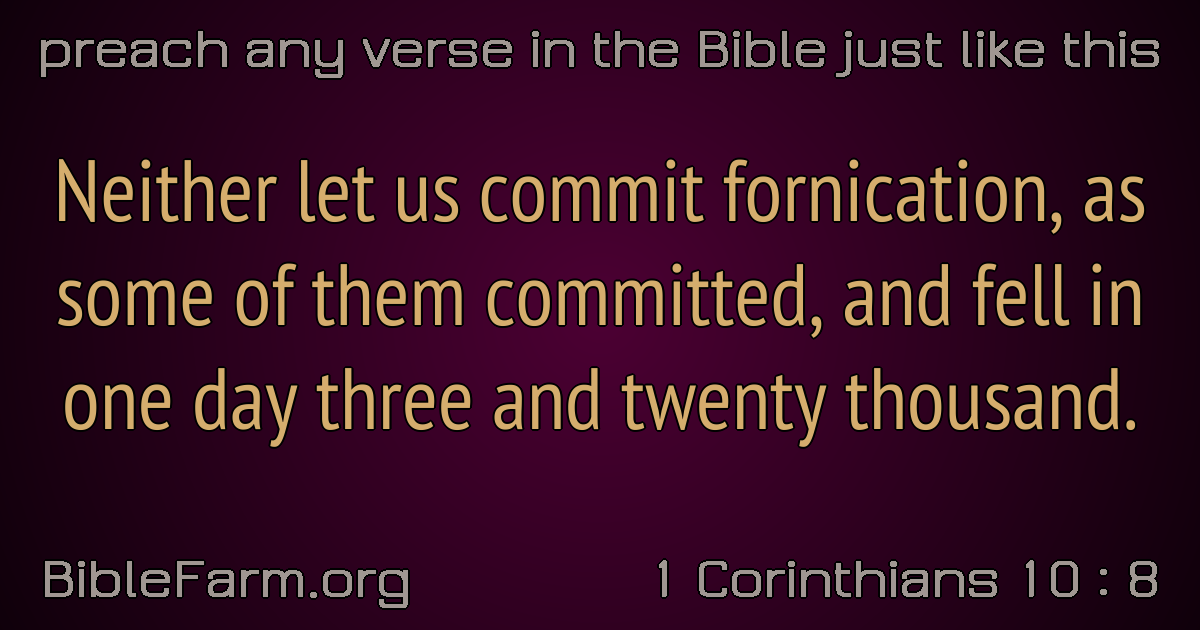 preach any verse in the Bible just like this
Neither let us commit fornication, as
some of them committed, and fell in
one day three and twenty thousand.
BibleFarm.org
1 Corinthians 10 : 8